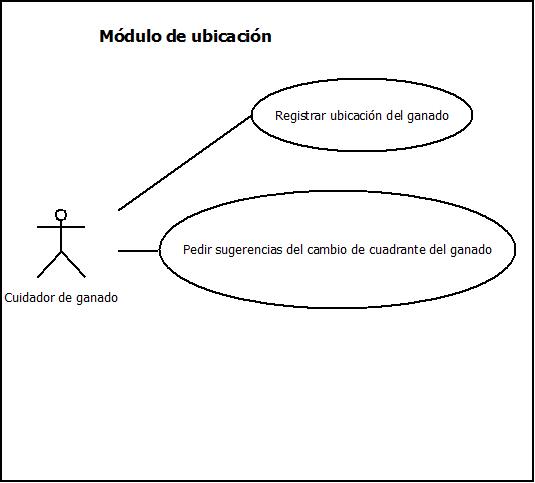 Módulo de ubicación
Registrar ubicación del ganado
Pedir sugerencias del cambio de cuadrante del ganado
Cuidador de ganado